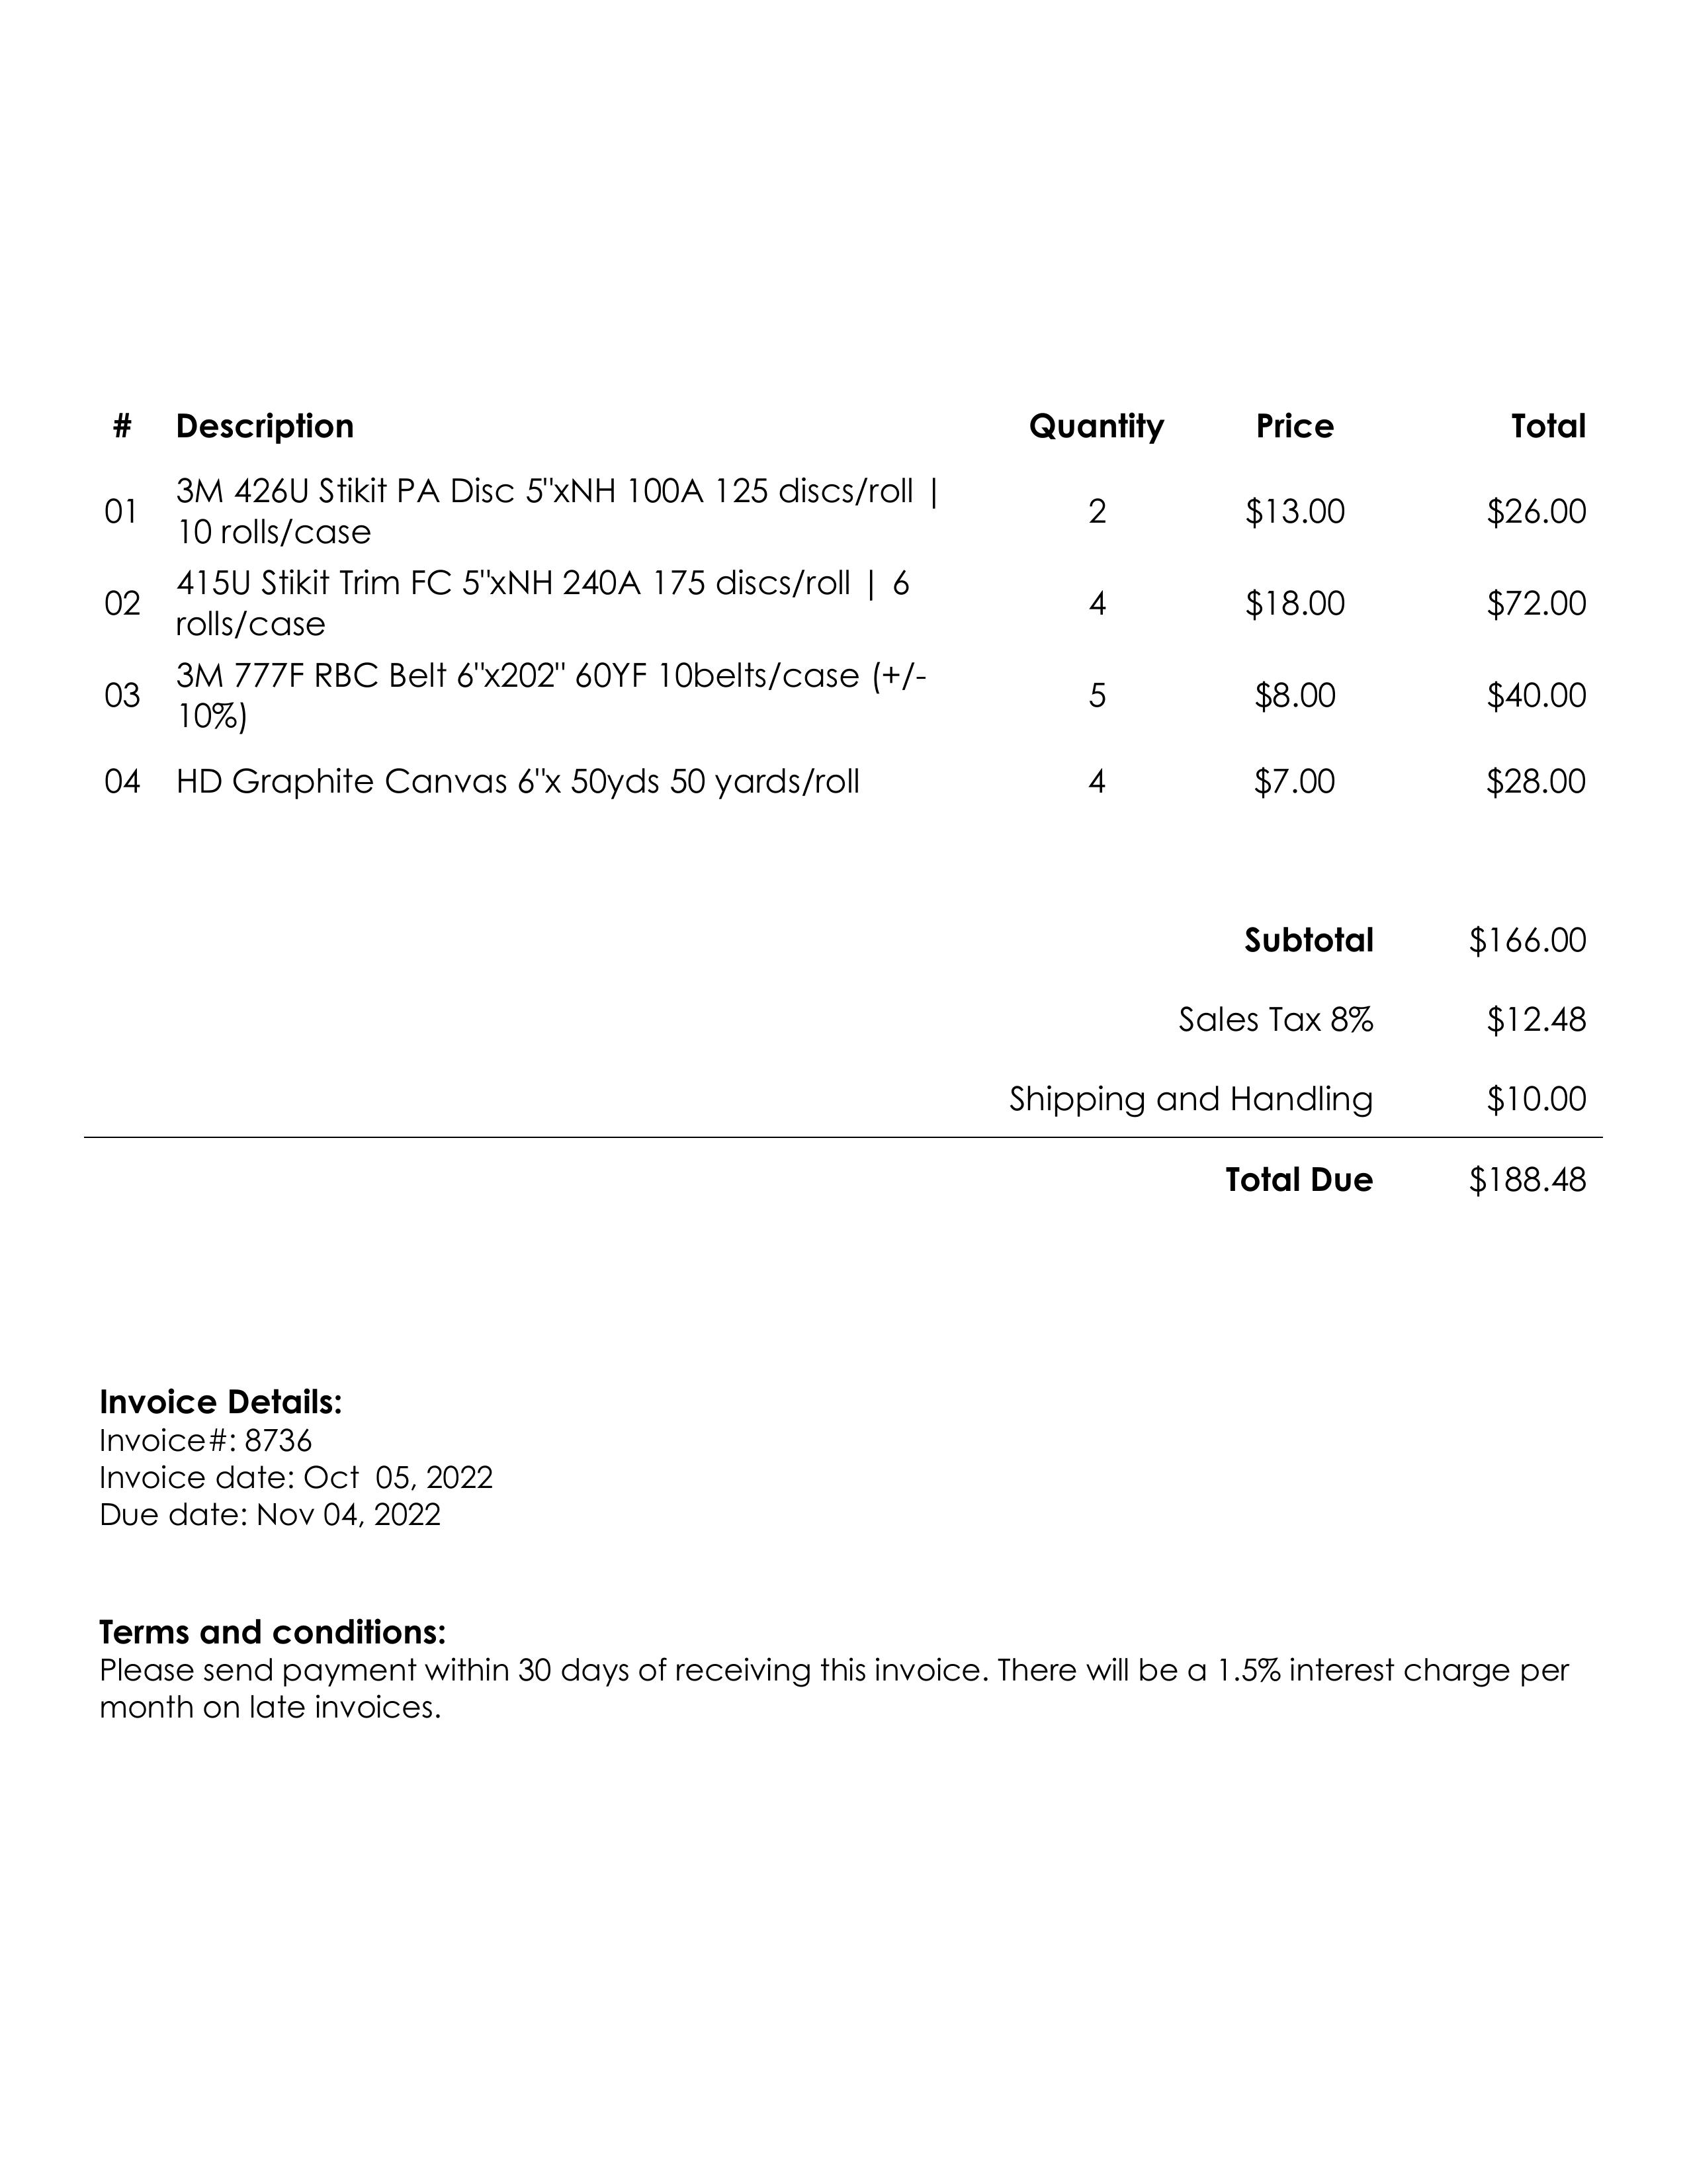 # Description Quantity Price Total
01 3M 426U Stikit PA Disc 5"xNH 100A 125 discs/roll | 2 $13.00 $26.00
10 rolls/case
02 415U Stikit Trim FC 5"xNH 240A 175 discs/roll | 6 4 $18.00 $72.00
rolls/case
03 3M 777F RBC Belt 6"x202" 60YF 10belts/case (+/- 5 $8.00 $40.00
10%)
04 HD Graphite Canvas 6"x 50yds 50 yards/roll 4 $7.00 $28.00
Subtotal $166.00
Sales Tax 8% $12.48
Shipping and Handling $10.00
Total Due $188.48
Invoice Details:
Invoice#: 8736
Invoice date: Oct  05, 2022
Due date: Nov 04, 2022
Terms and conditions:
Please send payment within 30 days of receiving this invoice. There will be a 1.5% interest charge per
month on late invoices.